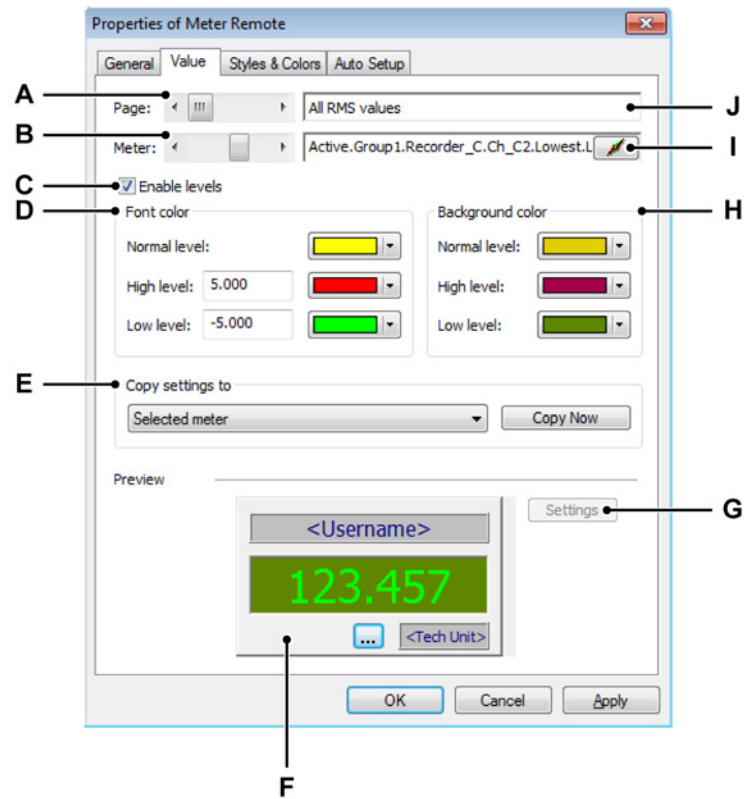 Properties of Meter Remote
General Value Styles & Colors Auto Setup
A
Page: All RMS values
J
B
Meter: Active.Group1.Recorder_C.Ch_C2.Lowest.L
I
C
Enable levels
D
Font color
Background color
H
Normal level:
Normal level:
High level: 5.000
High level:
Low level: -5.000
Low level:
E
Copy settings to
Selected meter
Copy Now
Preview
Settings
G
<Username>
123.457
... <Tech Unit>
OK Cancel Apply
F